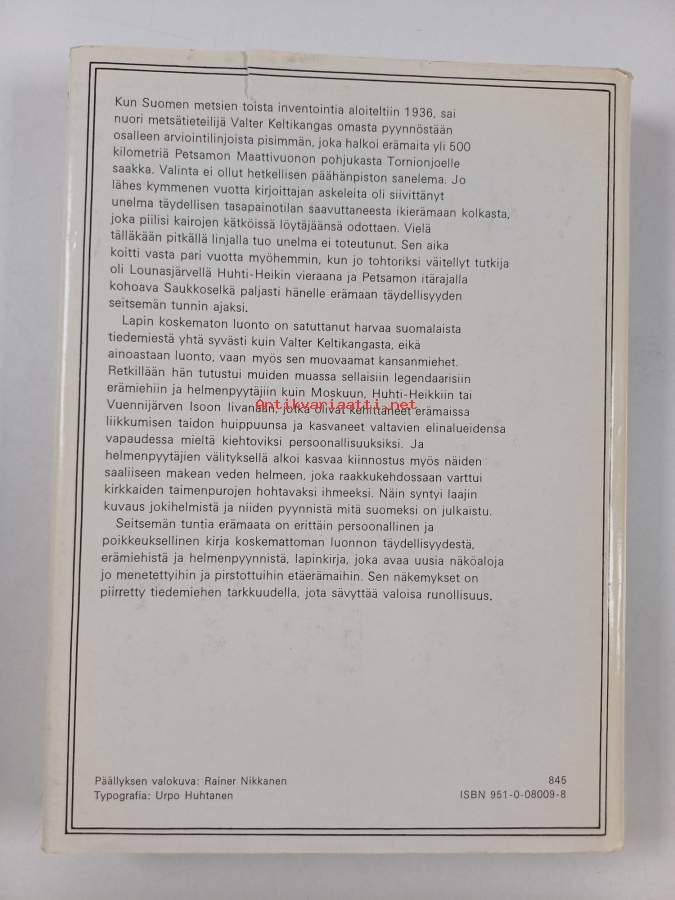 Kun Suomen metsien toista inventointia aloiteltiin 1936, sai
nuori metsätieteilijä Valter Keltikangas omasta pyynnöstään
osalleen arviointilinjoista pisimmän, joka halkoi erämaita yli 500
kilometriä Petsamon Maattivuonon pohjukasta Tornionjoelle
saakka. Valinta ei ollut hetkellisen päähänpiston sanelema. Jo
lähes kymmenen vuotta kirjoittajan askeleita oli siivittänyt
unelma täydellisen tasapainotilan saavuttaneesta ikierämaan kolkasta,
joka piilisi kairojen kätköissä löytäjäänsä odottaen. Vielä
tälläkään pitkällä linjalla tuo unelma ei toteutunut. Sen aika
koitti vasta pari vuotta myöhemmin, kun jo tohtoriksi väitellyt tutkija
oli Lounasjärvellä Huhti-Heikin vieraana ja Petsamon itärajalla
kohoava Saukkoselkä paljasti hänelle erämaan täydellisyyden
seitsemän tunnin ajaksi.
Lapin koskematon luonto on satuttanut harvaa suomalaista
tiedemiestä yhtä syvästi kuin Valter Keltikangasta, eikä
ainoastaan luonto, vaan myös sen muovaamat kansanmiehet.
Retkillään hän tutustui muiden muassa sellaisiin legendaarisiin
erämiehiin ja helmenpyytäjiin kuin Moskuun, Huhti-Heikkiin tai
Vuennijärven Isoon Iivanaan, jotka olivat kehittäneet erämaissa
Antikvariaatti.net
liikkumisen taidon huippuunsa ja kasvaneet valtavien elinalueidensa
vapaudessa mieltä kiehtoviksi persoonallisuuksiksi. Ja
helmenpyytäjien välityksellä alkoi kasvaa kiinnostus myös näiden
saaliiseen makean veden helmeen, joka raakkukehdossaan varttui
kirkkaiden taimenpurojen hohtavaksi ihmeeksi. Näin syntyi laajin
kuvaus jokihelmistä ja niiden pyynnistä mitä suomeksi on julkaistu.
Seitsemän tuntia erämaata on erittäin persoonallinen ja
poikkeuksellinen kirja koskemattoman luonnon täydellisyydestä,
erämiehistä ja helmenpyynnistä, lapinkirja, joka avaa uusia näköaloja
jo menetettyihin ja pirstottuihin etäerämaihin. Sen näkemykset on
piirretty tiedemiehen tarkkuudella, jota sävyttää valoisa runollisuus.
Antikvariaatti.net
Päällyksen valokuva: Rainer Nikkanen
Typografia: Urpo Huhtanen
845
ISBN 951-0-08009-8